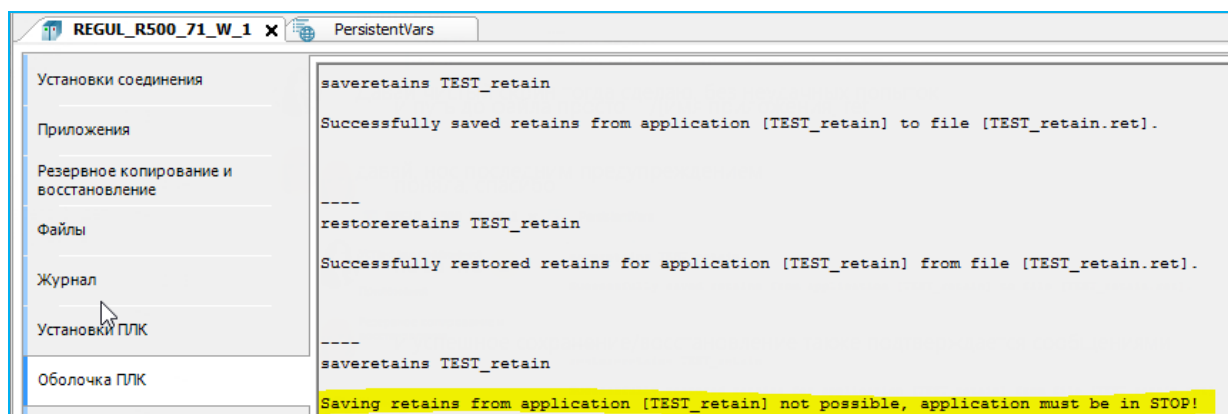 REGUL_R500_71_W_1 x PersistentVars
Установки соединения
Приложения
Резервное копирование и
восстановление
Файлы
Журнал
Установки ПЛК
Оболочка ПЛК
saveretains TEST_retain
Successfully saved retains from application [TEST_retain] to file [TEST_retain.ret].
----
restoreretains TEST_retain
Successfully restored retains for application [TEST_retain] from file [TEST_retain.ret].
----
saveretains TEST_retain
Saving retains from application [TEST_retain] not possible, application must be in STOP!